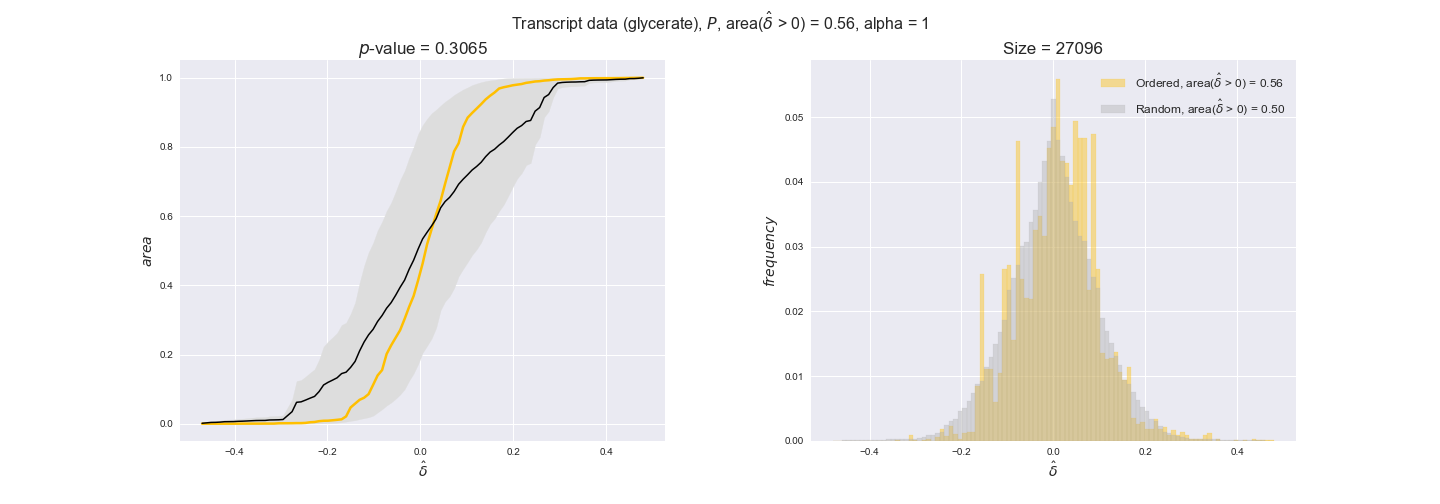 Transcript data (glycerate), P, area(δ̂ > 0) = 0.56, alpha = 1
p-value = 0.3065
1.0
0.8
0.6
0.4
0.2
0.0
area
−0.4 −0.2 0.0 0.2 0.4
δ̂
Size = 27096
Ordered, area(δ̂ > 0) = 0.56
Random, area(δ̂ > 0) = 0.50
0.05
0.04
0.03
0.02
0.01
0.00
frequency
−0.4 −0.2 0.0 0.2 0.4
δ̂